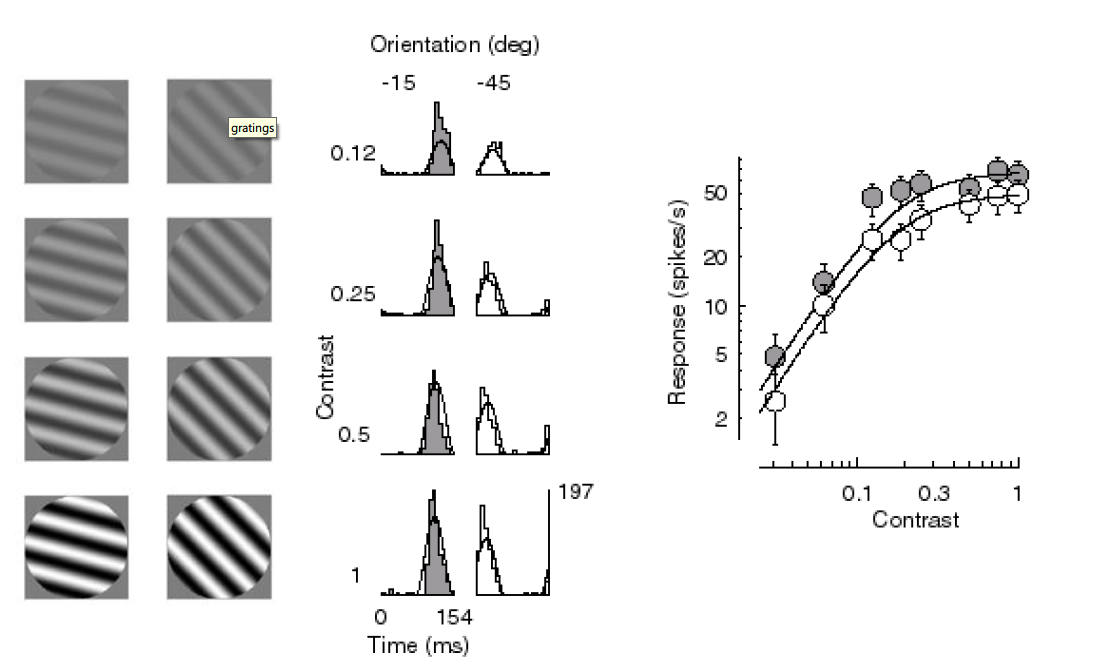 Orientation (deg)
-15
-45
gratings
0.12
0.25
0.5
1
Contrast
197
0
154
Time (ms)
Response (spikes/s)
50
20
10
5
2
0.1
0.3
1
Contrast